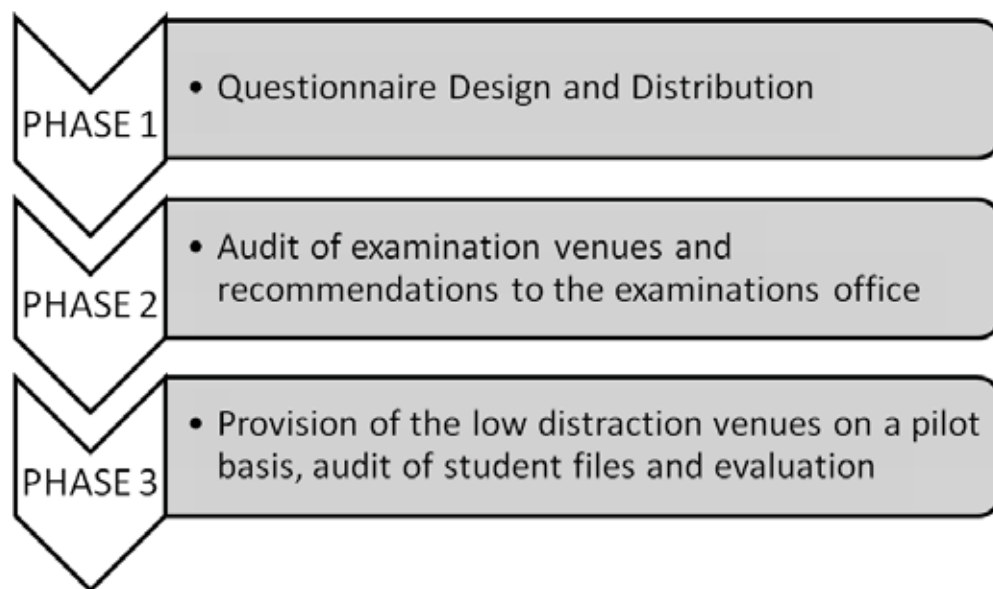 PHASE 1
• Questionnaire Design and Distribution
PHASE 2
• Audit of examination venues and
recommendations to the examinations office
PHASE 3
• Provision of the low distraction venues on a pilot
basis, audit of student files and evaluation